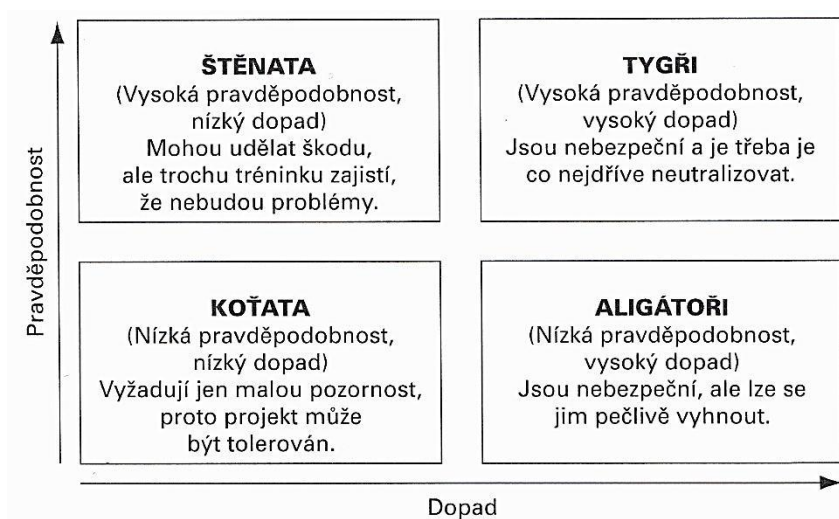 ŠTĚŇATA
(Vysoká pravděpodobnost,
nízký dopad)
Mohou udělat škodu,
ale trochu tréninku zajistí,
že nebudou problémy.
TYGŘI
(Vysoká pravděpodobnost,
vysoký dopad)
Jsou nebezpeční a je třeba je
co nejdříve neutralizovat.
KOŤATA
(Nízká pravděpodobnost,
nízký dopad)
Vyžadují jen malou pozornost,
proto projekt může
být tolerován.
ALIGÁTOŘI
(Nízká pravděpodobnost,
vysoký dopad)
Jsou nebezpeční, ale lze se
jim pečlivě vyhnout.
Pravděpodobnost
Dopad